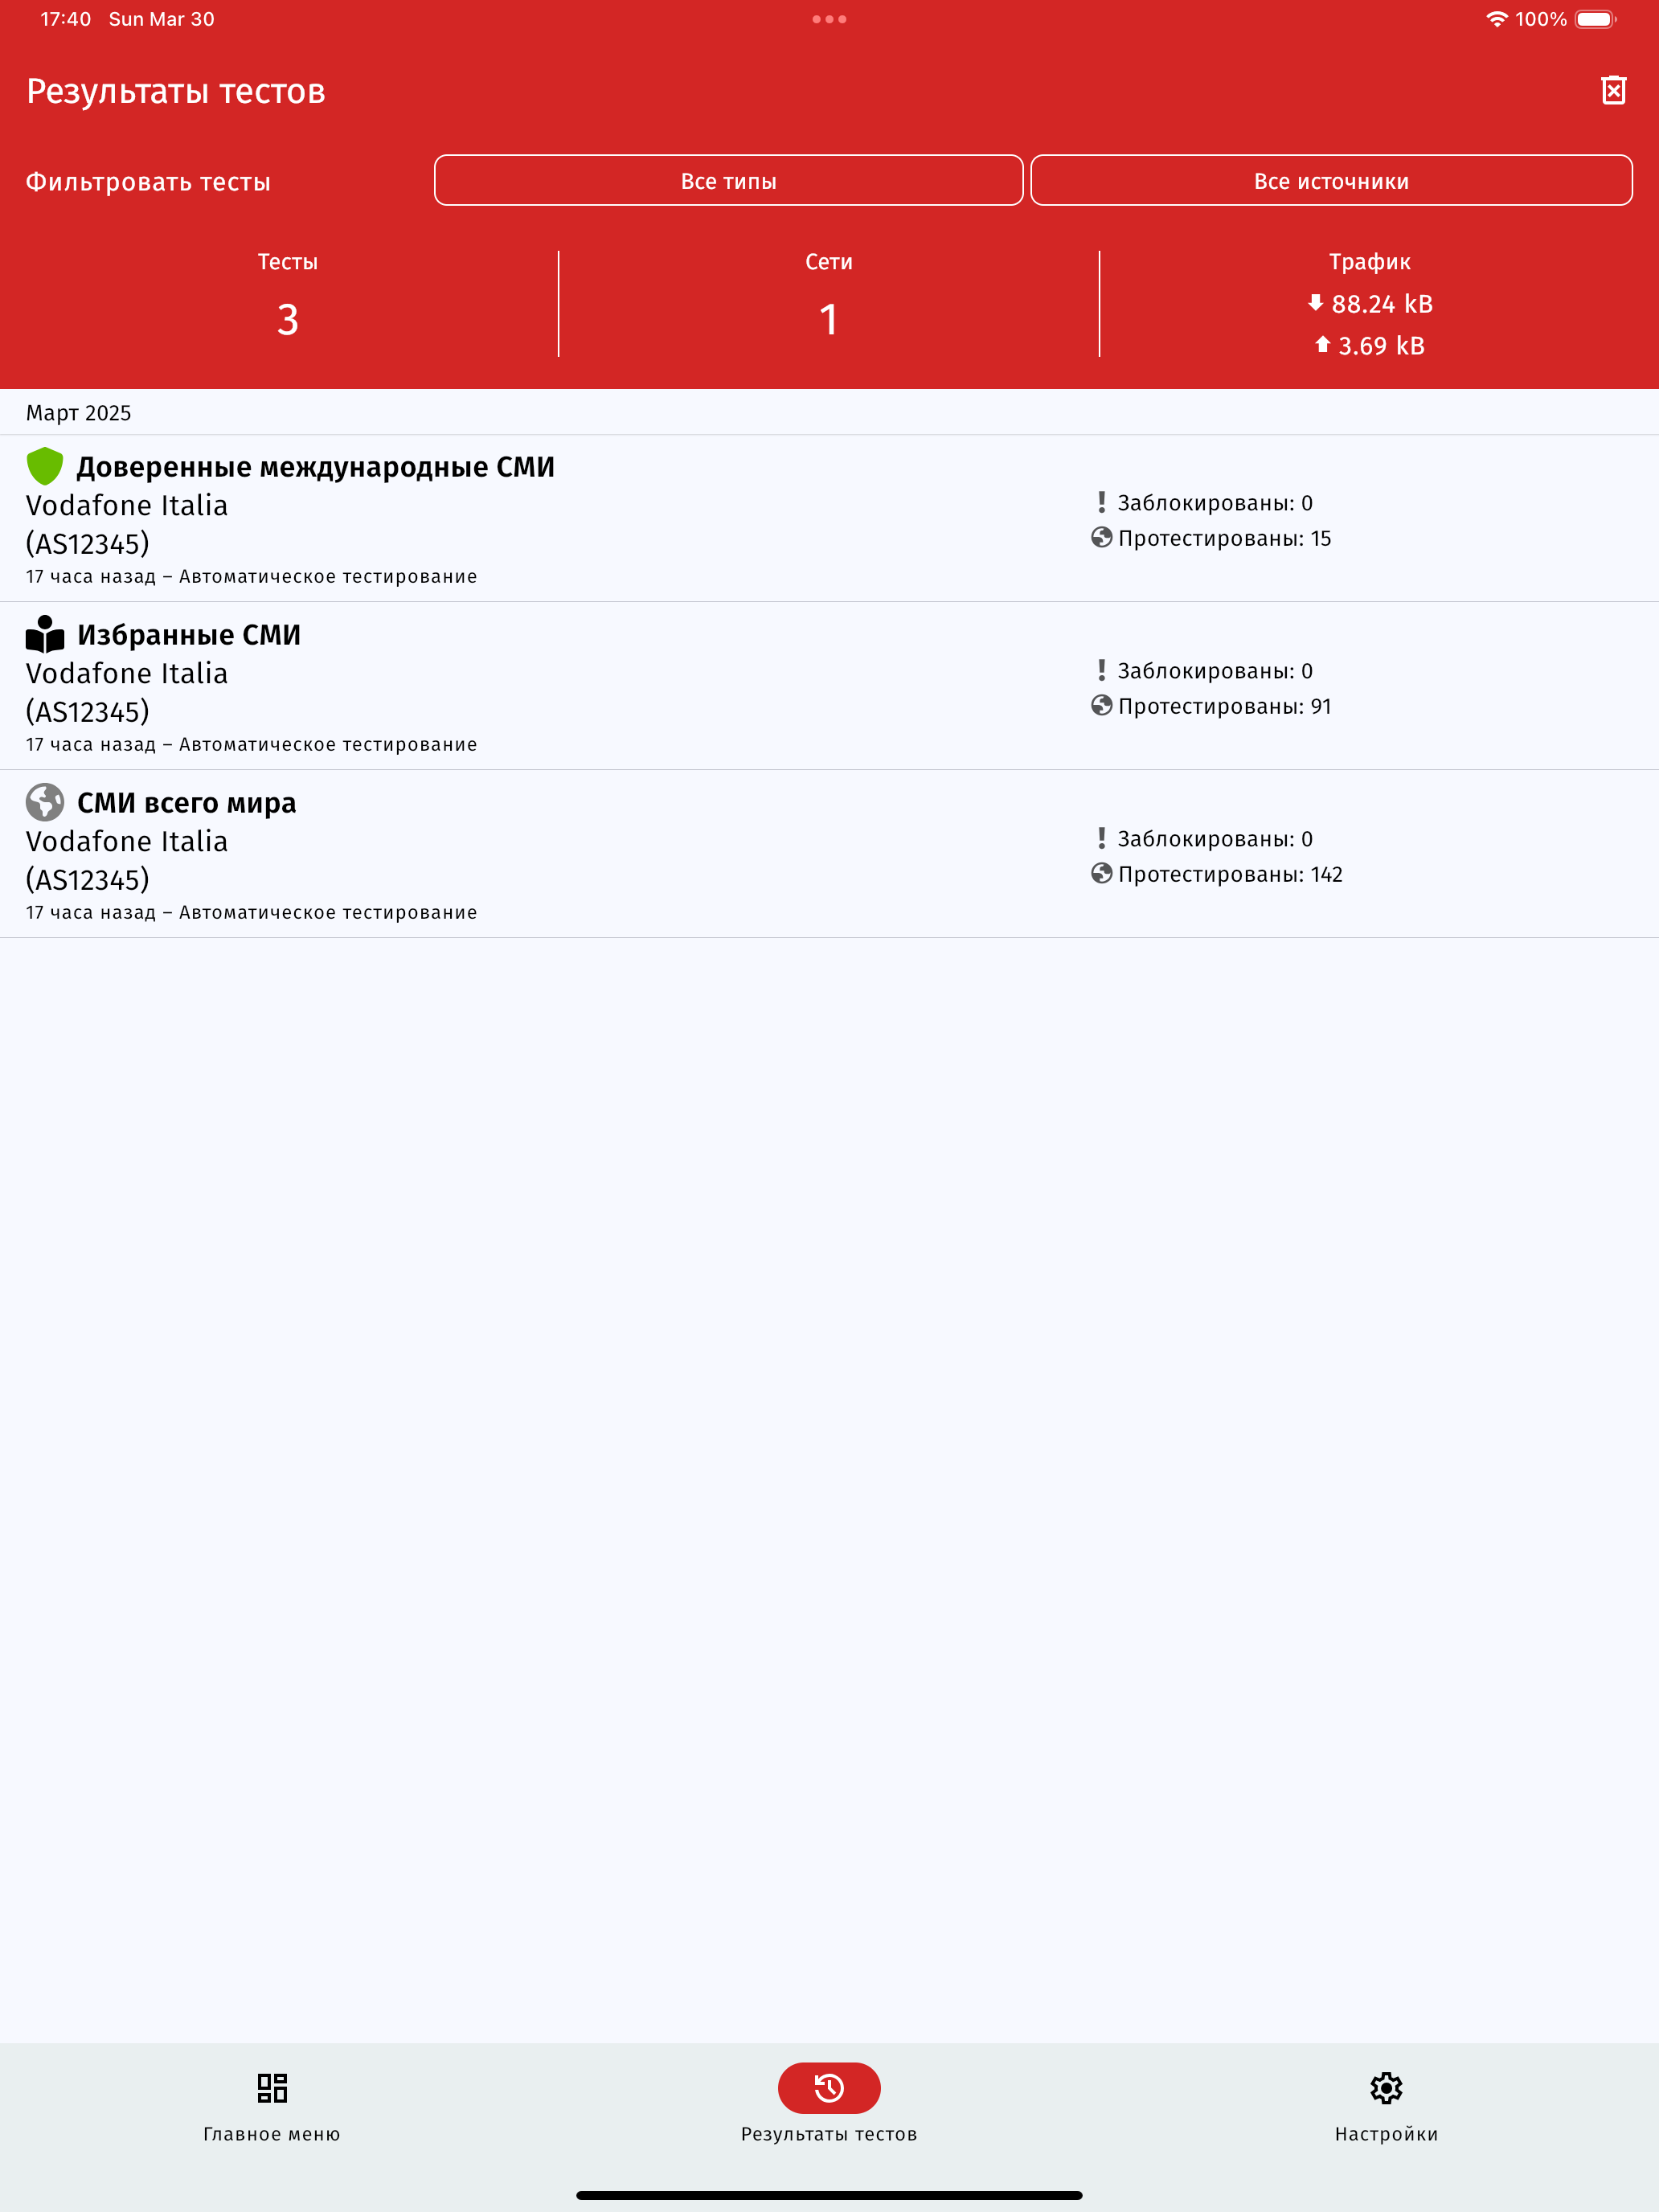 17:40 Sun Mar 30
100%
Результаты тестов
Фильтровать тесты
Все типы
Все источники
Тесты
3
Сети
1
Трафик
88.24 kB
3.69 kB
Март 2025
Доверенные международные СМИ
Vodafone Italia
(AS12345)
17 часа назад – Автоматическое тестирование
Заблокированы: 0
Протестированы: 15
Избранные СМИ
Vodafone Italia
(AS12345)
17 часа назад – Автоматическое тестирование
Заблокированы: 0
Протестированы: 91
СМИ всего мира
Vodafone Italia
(AS12345)
17 часа назад – Автоматическое тестирование
Заблокированы: 0
Протестированы: 142
Главное меню
Результаты тестов
Настройки